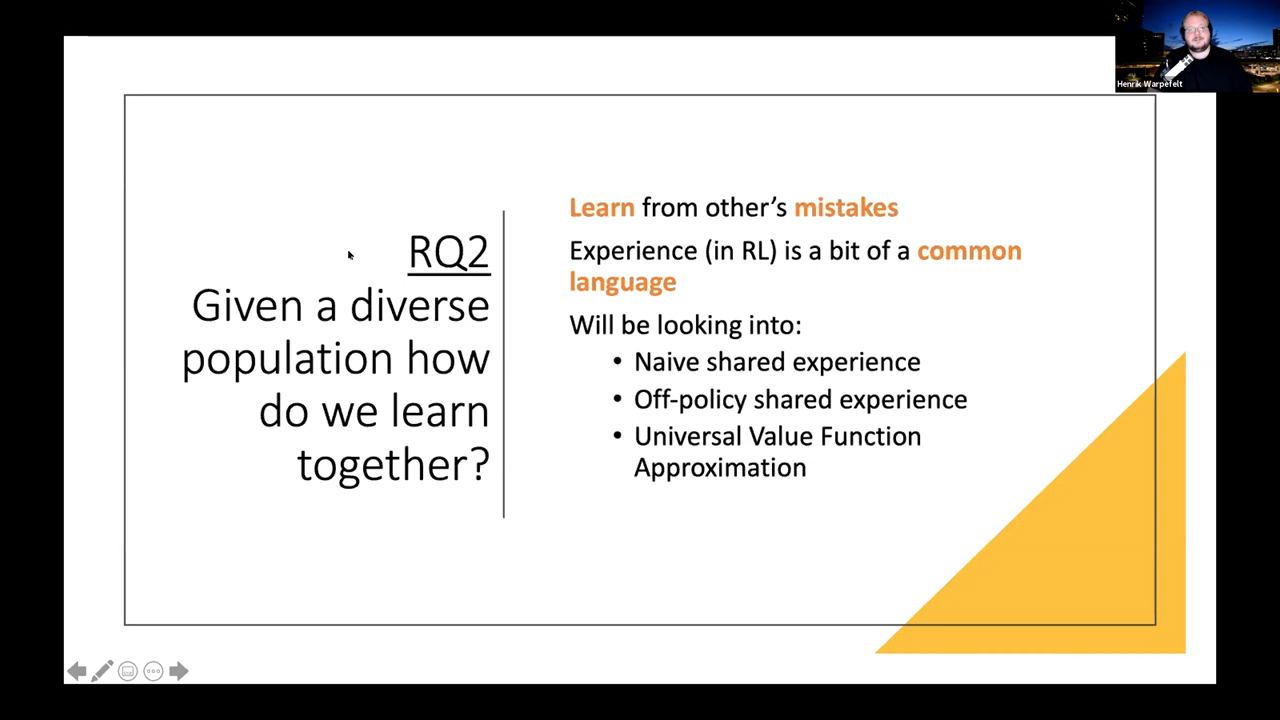 Henrik Warpefelt
RQ2
Given a diverse
population how
do we learn
together?
Learn from other’s mistakes
Experience (in RL) is a bit of a common
language
Will be looking into:
• Naive shared experience
• Off-policy shared experience
• Universal Value Function
Approximation